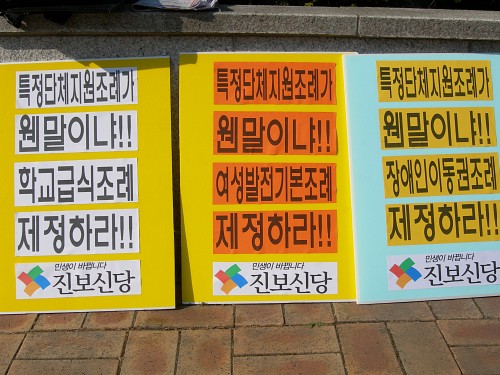 특정단체지원조례가
웬말이냐!!
학교급식조례
제정하라!!
민생이 바뀝니다
진보신당
특정단체지원조례가
웬말이냐!!
여성발전기본조례
제정하라!!
민생이 바뀝니다
진보신당
특정단체지원조례가
웬말이냐!!
장애인이동권조례
제정하라!!
민생이 바뀝니다
진보신당